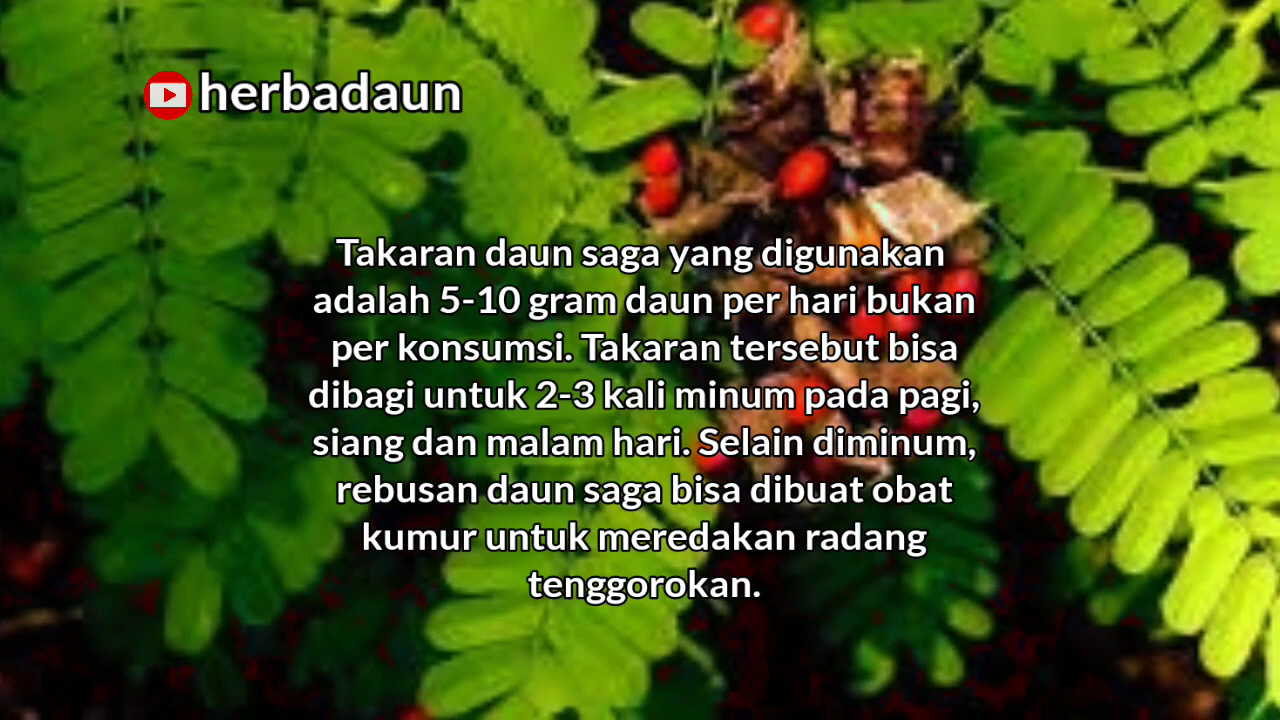 herbadaun
Takaran daun saga yang digunakan
adalah 5-10 gram daun per hari bukan
per konsumsi. Takaran tersebut bisa
dibagi untuk 2-3 kali minum pada pagi,
siang dan malam hari. Selain diminum,
rebusan daun saga bisa dibuat obat
kumur untuk meredakan radang
tenggorokan.